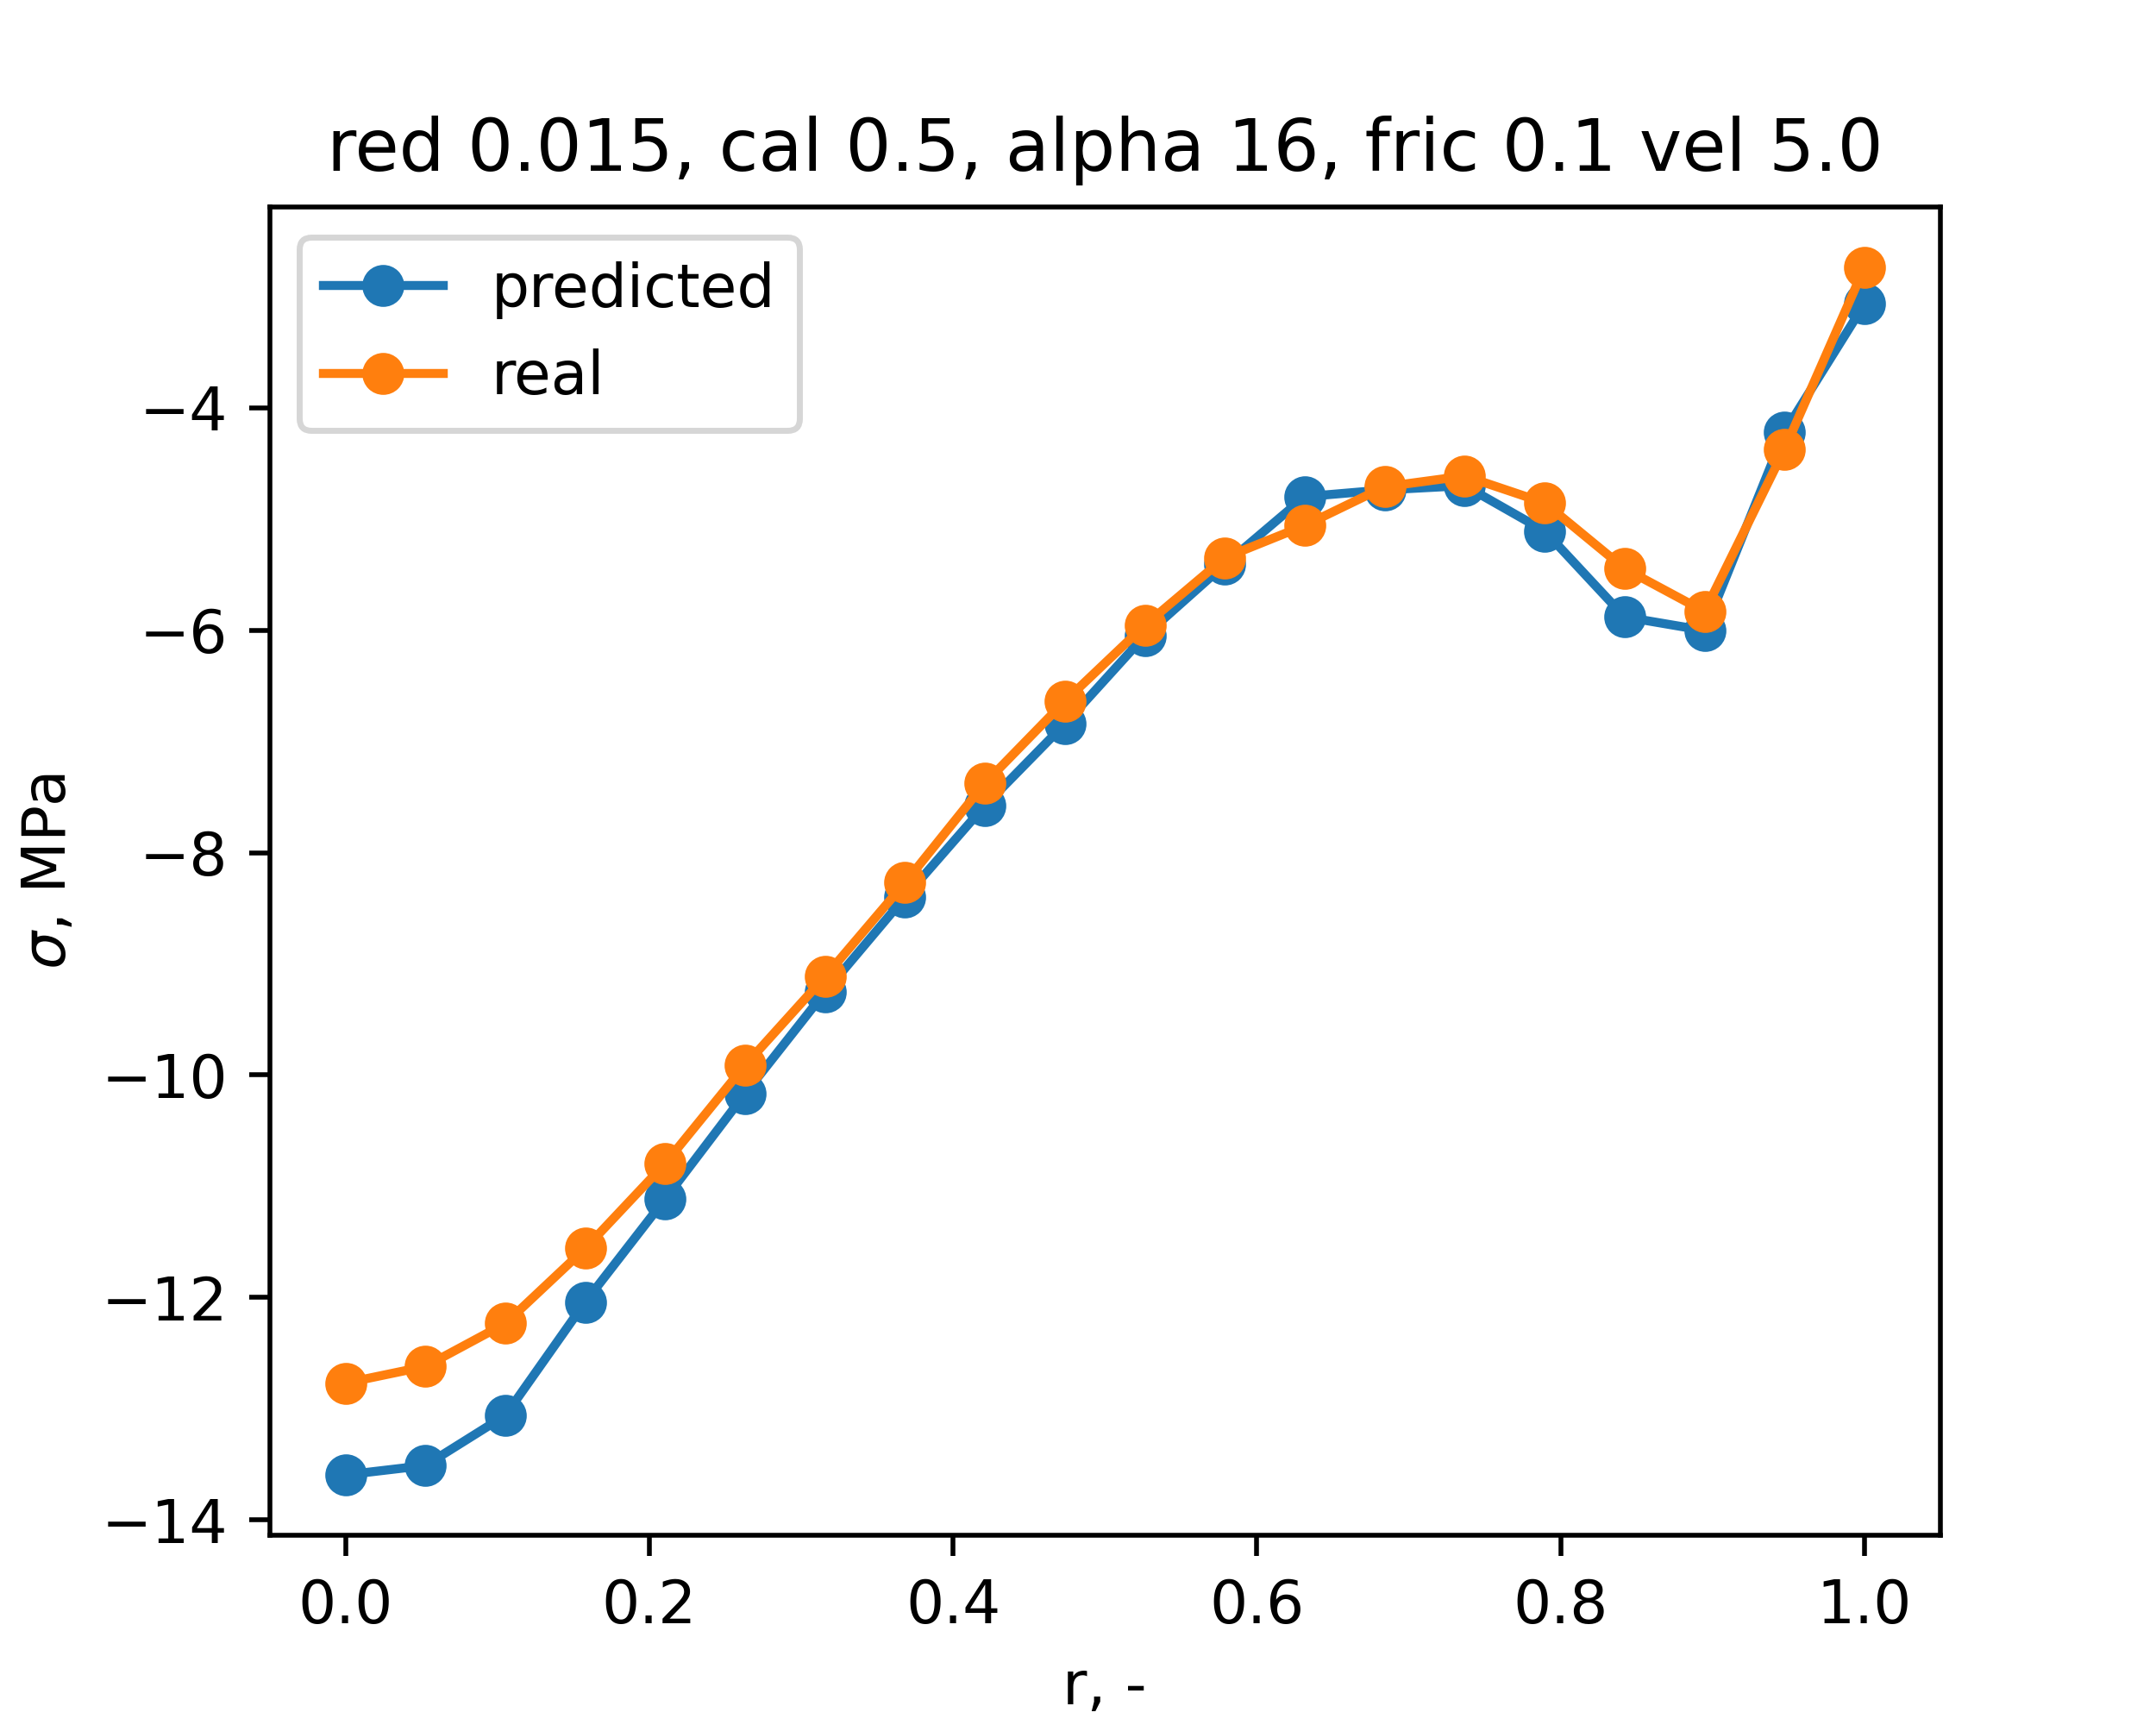 red 0.015, cal 0.5, alpha 16, fric 0.1 vel 5.0
predicted
real
−4
−6
−8
−10
−12
−14
σ, MPa
0.0 0.2 0.4 0.6 0.8 1.0
r, -